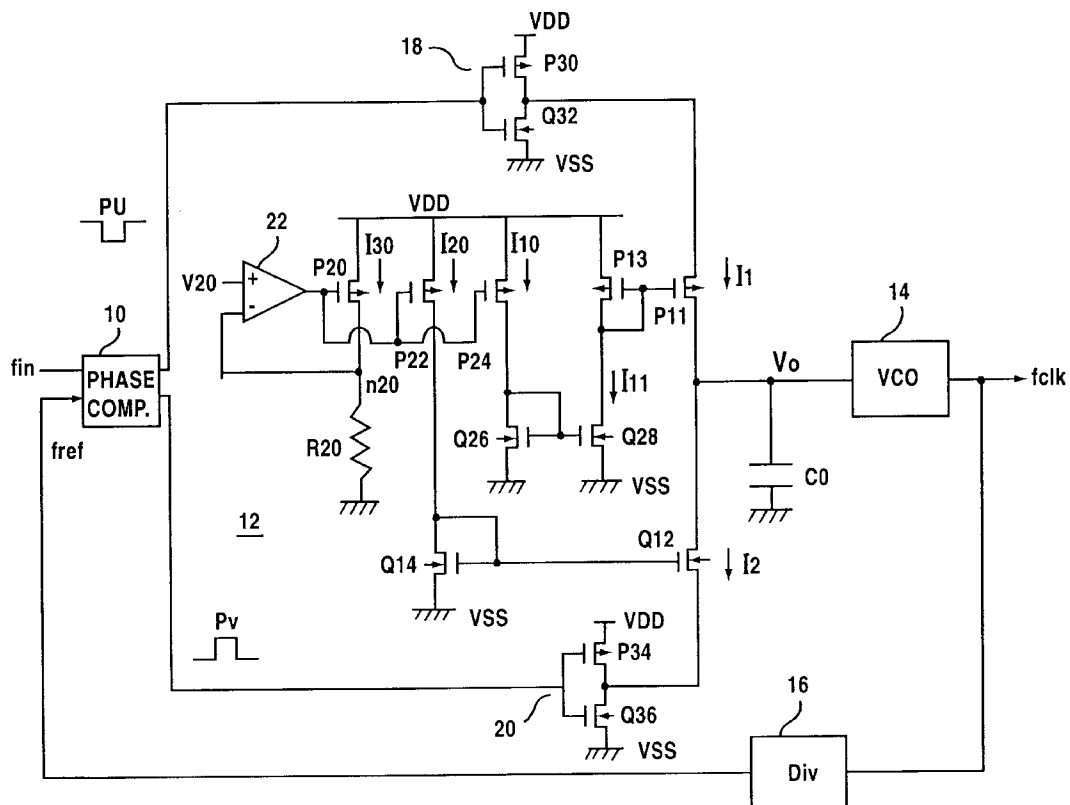 VDD
18
P30
Q32
VSS
PU
VDD
22
I30
I20
I10
P13
I1
P20
V20
+
-
P11
10
14
P22
P24
Vo
fin
PHASE
COMP.
n20
I11
VCO
fclk
fref
R20
Q26
Q28
C0
VSS
12
Q12
Q14
I2
VSS
Pv
VDD
P34
20
Q36
16
VSS
Div